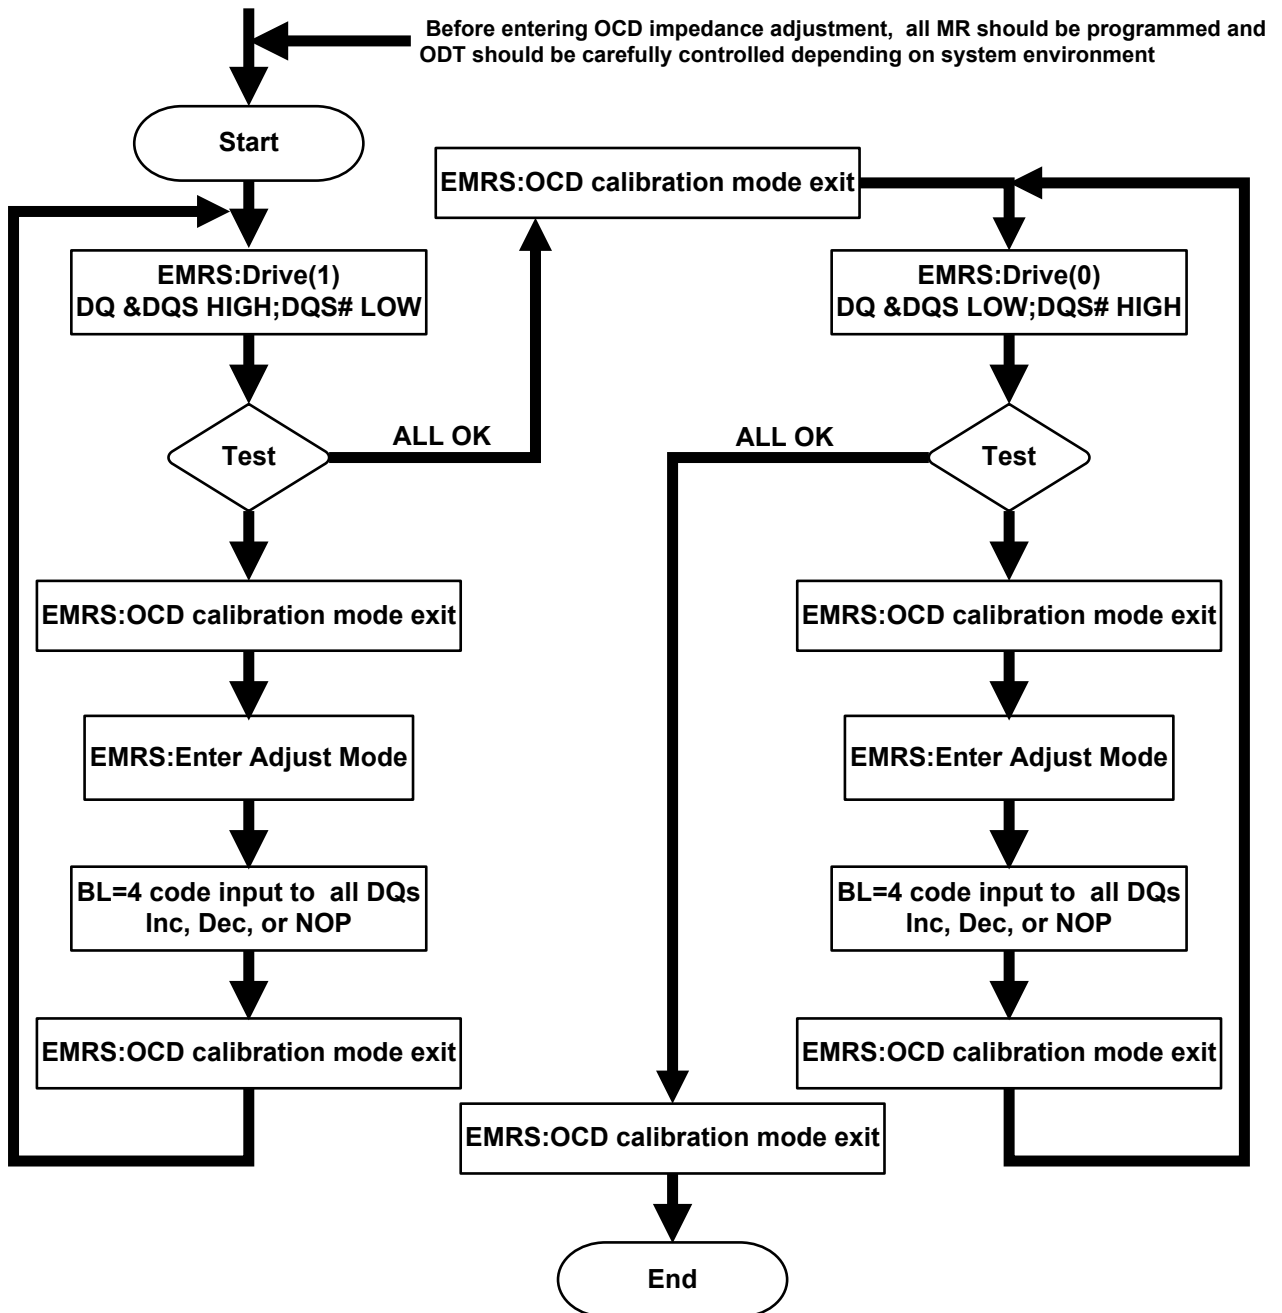 Before entering OCD impedance adjustment, all MR should be programmed and
ODT should be carefully controlled depending on system environment
Start
EMRS:OCD calibration mode exit
EMRS:Drive(1)
DQ &DQS HIGH;DQS# LOW
EMRS:Drive(0)
DQ &DQS LOW;DQS# HIGH
ALL OK
ALL OK
Test
Test
EMRS:OCD calibration mode exit
EMRS:OCD calibration mode exit
EMRS:Enter Adjust Mode
EMRS:Enter Adjust Mode
BL=4 code input to all DQs
Inc, Dec, or NOP
BL=4 code input to all DQs
Inc, Dec, or NOP
EMRS:OCD calibration mode exit
EMRS:OCD calibration mode exit
EMRS:OCD calibration mode exit
End